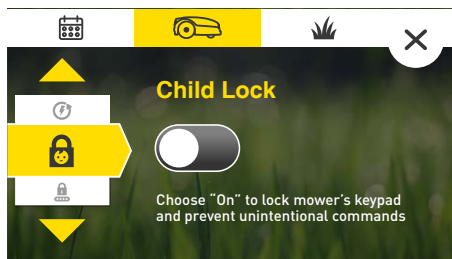 Child Lock
Choose "On" to lock mower's keypad
and prevent unintentional commands